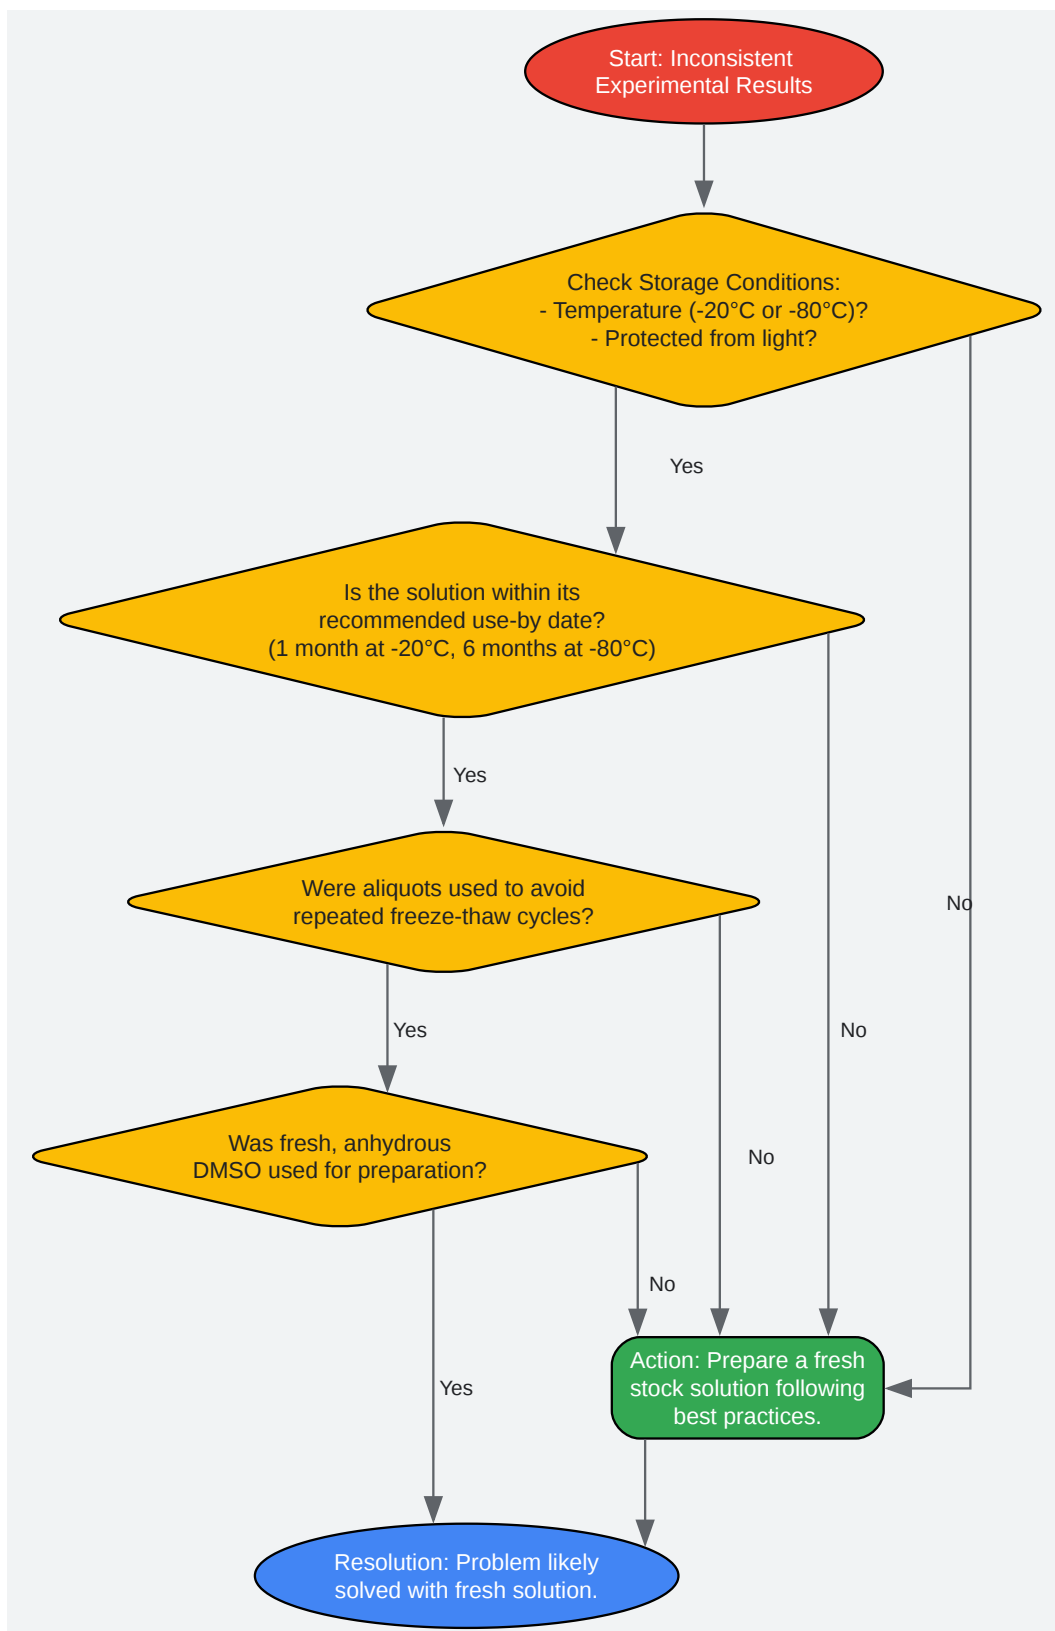 Start: Inconsistent
Experimental Results
Check Storage Conditions:
- Temperature (-20°C or -80°C)?
- Protected from light?
Yes
Is the solution within its
recommended use-by date?
(1 month at -20°C, 6 months at -80°C)
Yes
Were aliquots used to avoid
repeated freeze-thaw cycles?
No
Yes
No
Was fresh, anhydrous
DMSO used for preparation?
No
No
Action: Prepare a fresh
stock solution following
best practices.
Yes
Resolution: Problem likely
solved with fresh solution.